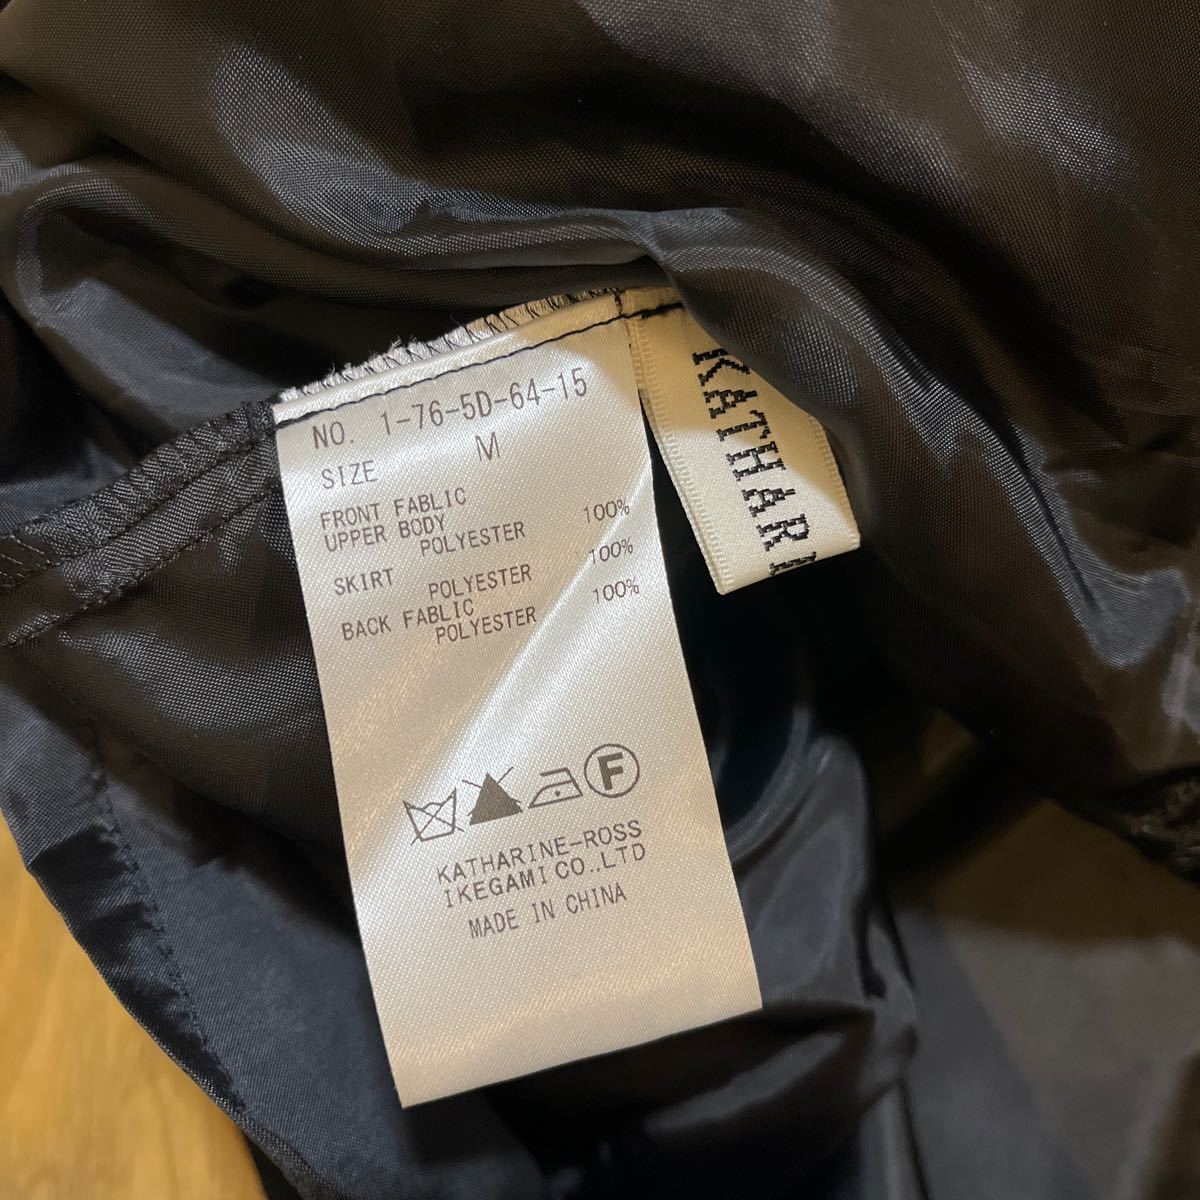 NO. 1-76-5D-64-15
SIZE M
FRONT FABLIC
UPPER BODY
POLYESTER 100%
SKIRT
POLYESTER 100%
BACK FABLIC
POLYESTER 100%
F
KATHARINE-ROSS
IKEGAMI CO.,LTD
MADE IN CHINA
KATHAR